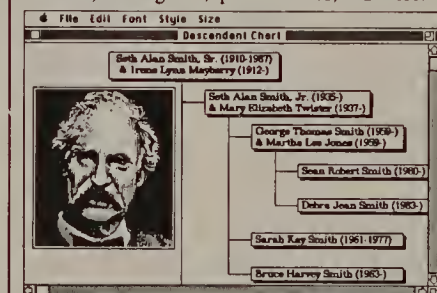 File Edit Font Style Size
Descendent Chart
Seth Alan Smith, Sr. (1910-1987)
& Irene Lynn Mayberry (1912-)
Seth Alan Smith, Jr. (1935-)
& Mary Elizabeth Twister (1937-)
George Thomas Smith (1959-)
& Martha Lee Jones (1959-)
Sean Robert Smith (1980-)
Debra Jean Smith (1983-)
Sarah Kay Smith (1961-1977)
Bruce Harvey Smith (1963-)